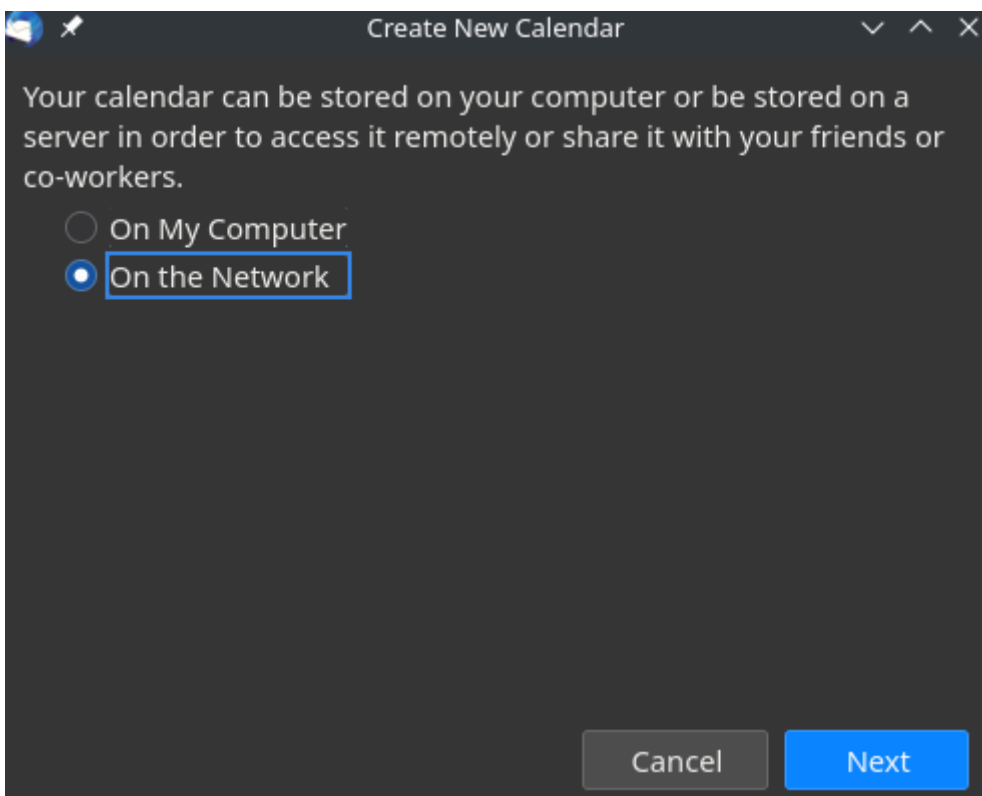 Create New Calendar
Your calendar can be stored on your computer or be stored on a
server in order to access it remotely or share it with your friends or
co-workers.
On My Computer
On the Network
Cancel
Next